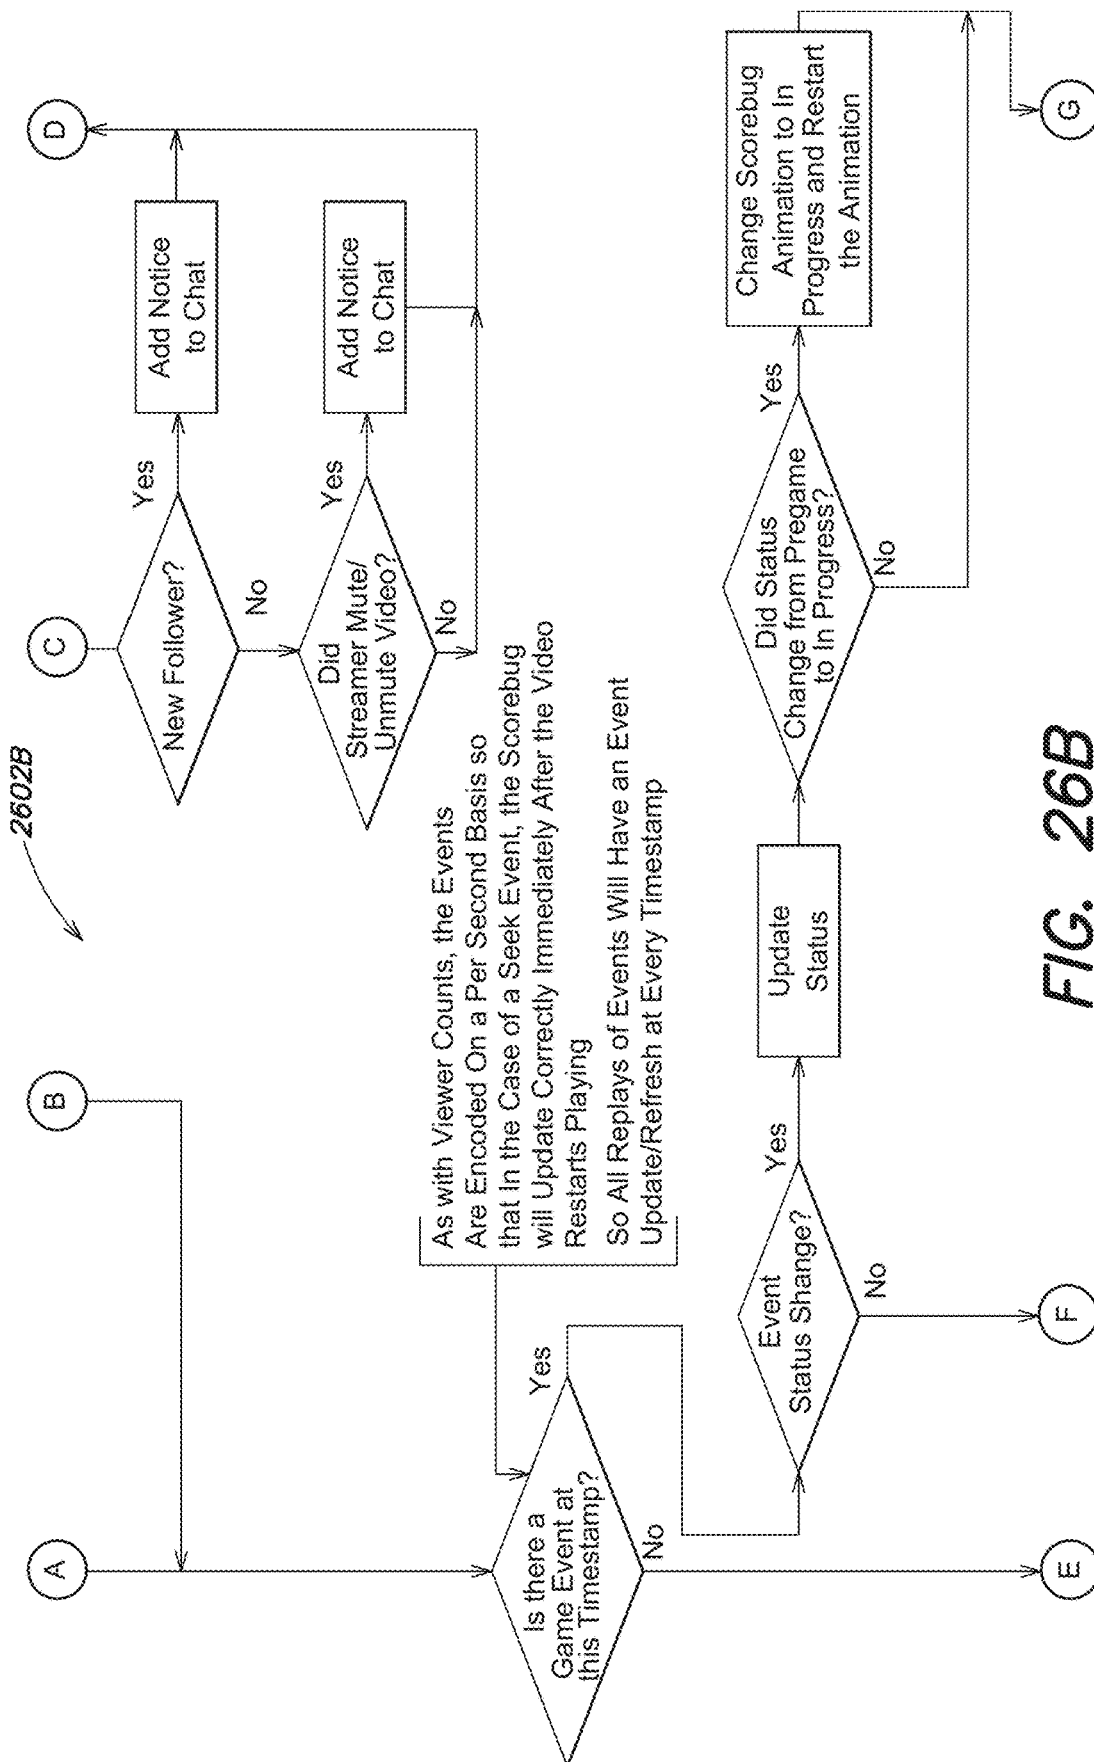 2602B
A
B
C
D
New Follower?
Yes
No
Add Notice
to Chat
Did
Streamer Mute/
Unmute Video?
Yes
No
Add Notice
to Chat
As with Viewer Counts, the Events
Are Encoded On a Per Second Basis so
that In the Case of a Seek Event, the Scorebug
will Update Correctly Immediately After the Video
Restarts Playing
So All Replays of Events Will Have an Event
Update/Refresh at Every Timestamp
Is there a
Game Event at
this Timestamp?
Yes
No
Event
Status Shange?
Yes
No
Update
Status
Did Status
Change from Pregame
to In Progress?
Yes
No
Change Scorebug
Animation to In
Progress and Restart
the Animation
E
F
G
FIG. 26B